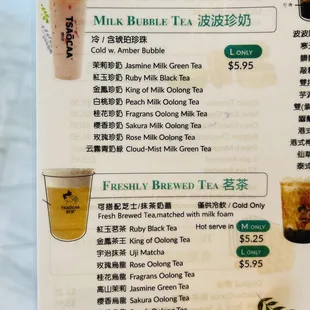 TSAOCAA
MILK BUBBLE TEA 波波珍奶
冷 / 含琥珀珍珠
Cold w. Amber Bubble
L ONLY
茉莉珍奶 Jasmine Milk Green Tea
$5.95
紅玉珍奶 Ruby Milk Black Tea
金鳳珍奶 King of Milk Oolong Tea
白桃珍奶 Peach Milk Oolong Tea
桂花珍奶 Fragrans Oolong Milk Tea
櫻香珍奶 Sakura Milk Oolong Tea
玫瑰珍奶 Rose Milk Oolong Tea
云霧青奶綠 Cloud-Mist Milk Green Tea
FRESHLY BREWED TEA 茗茶
可搭配芝士/抹茶奶蓋
僅供冷飲 / Cold Only
Fresh Brewed Tea,matched with milk foam
紅玉茗茶 Ruby Black Tea
Hot serve in
M ONLY
金鳳茶王 King of Oolong Tea
$5.25
宇治抹茶 Uji Matcha
L ONLY
玫瑰烏龍 Rose Oolong Tea
$5.95
桂花烏龍 Fragrans Oolong Tea
高山茉莉 Jasmine Green Tea
櫻香烏龍 Sakura Oolong Tea
白桃烏龍 Peach Oolong Tea